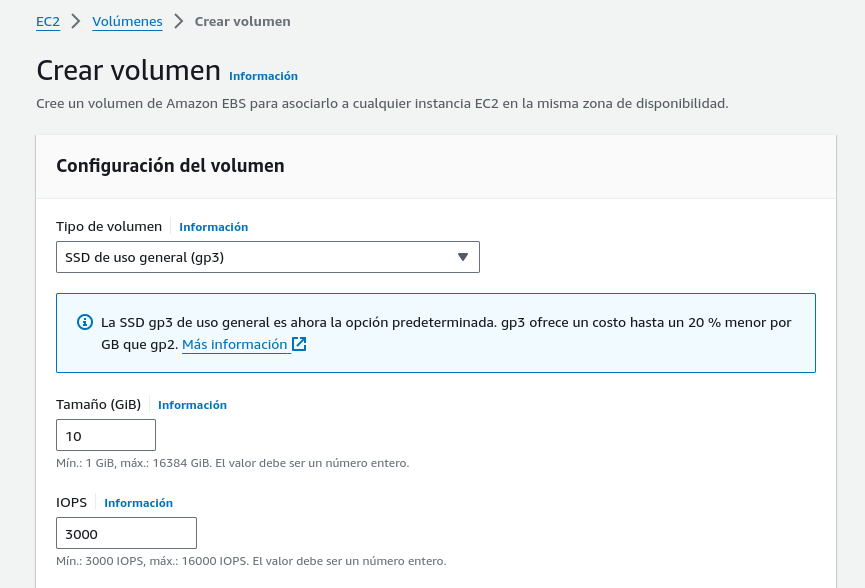 EC2 > Volúmenes > Crear volumen
Crear volumen Información
Cree un volumen de Amazon EBS para asociarlo a cualquier instancia EC2 en la misma zona de disponibilidad.
Configuración del volumen
Tipo de volumen Información
SSD de uso general (gp3)
La SSD gp3 de uso general es ahora la opción predeterminada. gp3 ofrece un costo hasta un 20 % menor por
GB que gp2. Más información
Tamaño (GiB) Información
10
Mín.: 1 GiB, máx.: 16384 GiB. El valor debe ser un número entero.
IOPS Información
3000
Mín.: 3000 IOPS, máx.: 16000 IOPS. El valor debe ser un número entero.